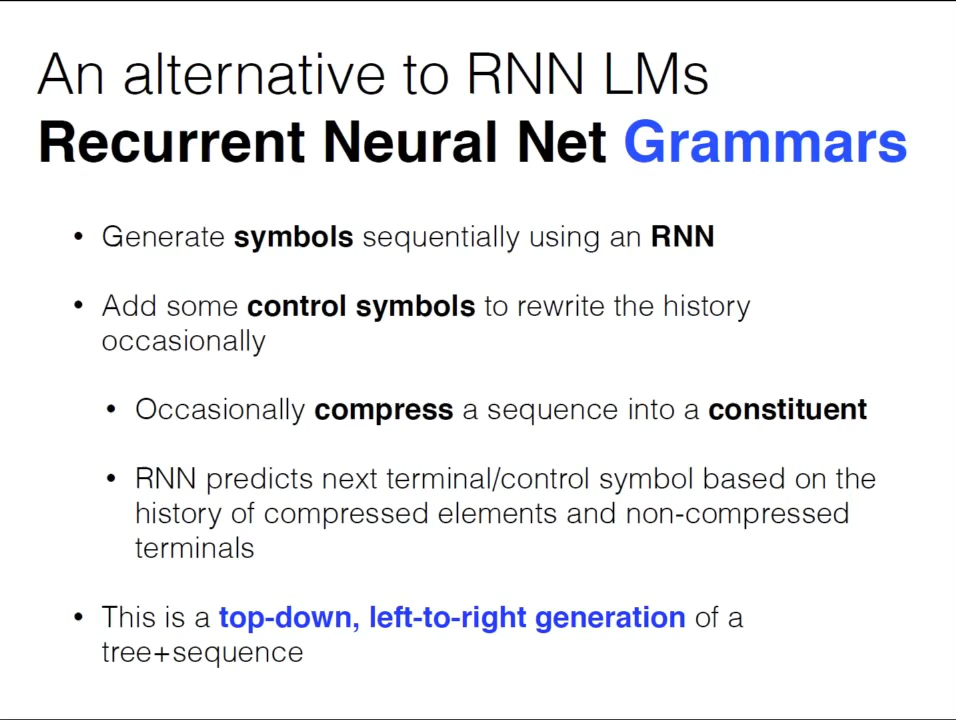 An alternative to RNN LMs
Recurrent Neural Net Grammars
• Generate symbols sequentially using an RNN
• Add some control symbols to rewrite the history
occasionally
• Occasionally compress a sequence into a constituent
• RNN predicts next terminal/control symbol based on the
history of compressed elements and non-compressed
terminals
• This is a top-down, left-to-right generation of a
tree+sequence